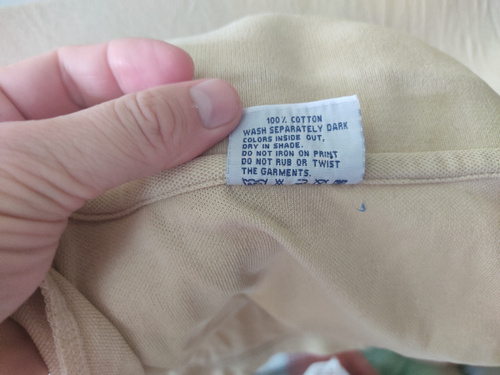 100% COTTON
WASH SEPARATELY DARK
COLORS INSIDE OUT,
DRY IN SHADE.
DO NOT IRON ON PRINT
DO NOT RUB OR TWIST
THE GARMENTS.